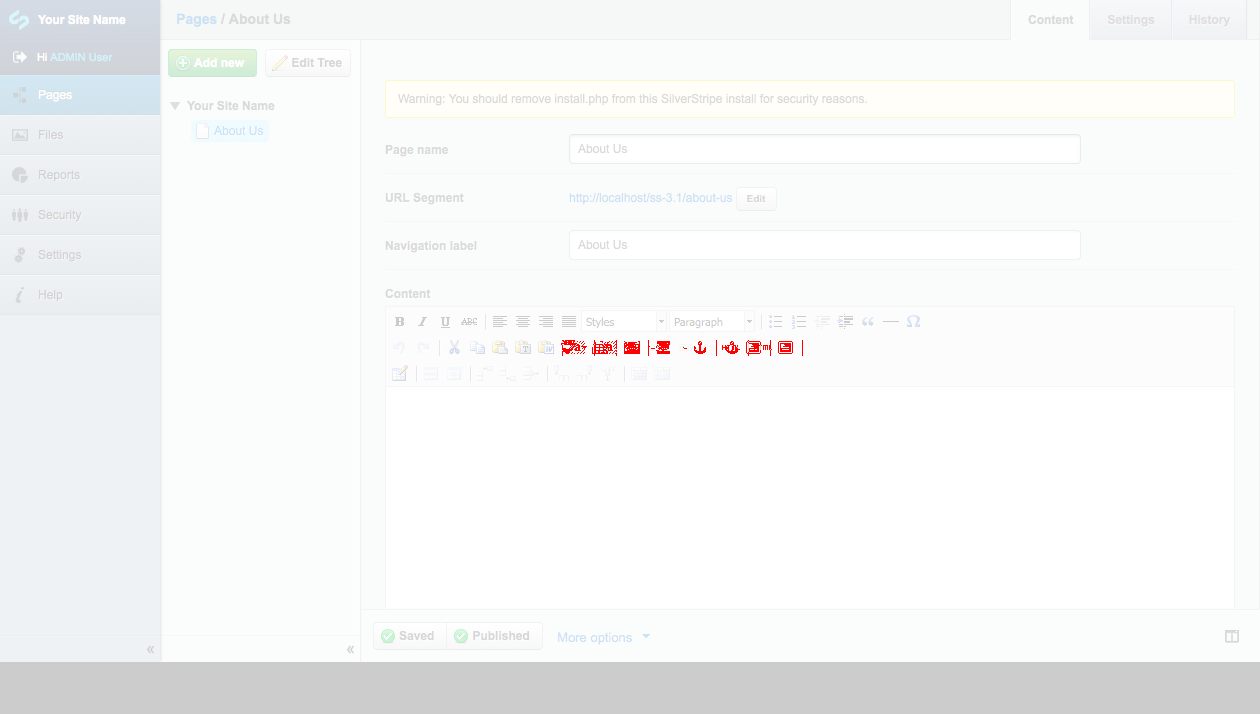 Your Site Name
Hi ADMIN User
Pages
Files
Reports
Security
Settings
Help
«
Pages / About Us
Content
Settings
History
Add new
Edit Tree
Your Site Name
About Us
«
Warning: You should remove install.php from this SilverStripe install for security reasons.
Page name
About Us
URL Segment
http://localhost/ss-3.1/about-us
Edit
Navigation label
About Us
Content
B I U ABC
Styles
Paragraph
“ — Ω
Saved
Published
More options